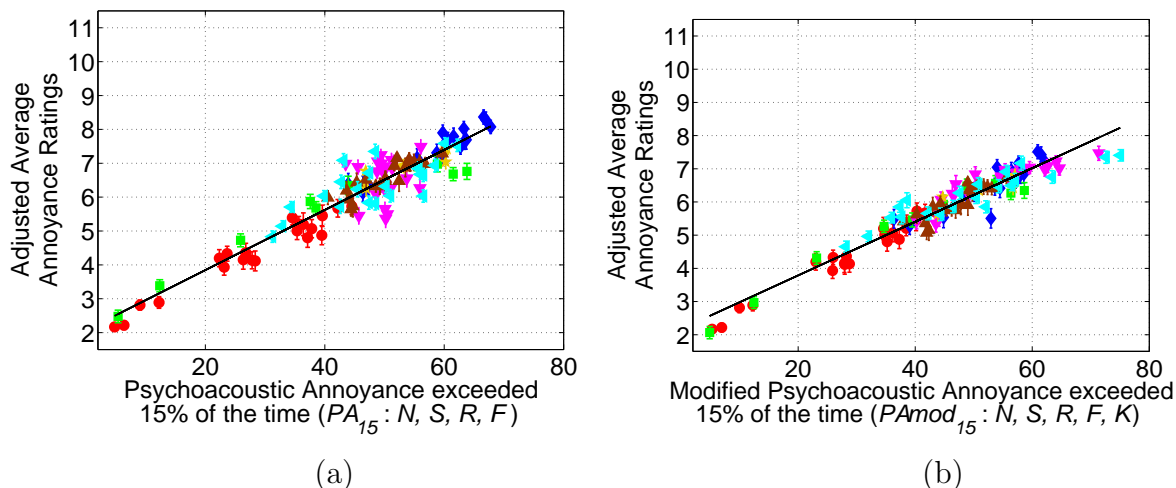 11
10
9
8
7
6
5
4
3
2
Adjusted Average
Annoyance Ratings
20 40 60 80
Psychoacoustic Annoyance exceeded
15% of the time (PA15 : N, S, R, F)
(a)
11
10
9
8
7
6
5
4
3
2
Adjusted Average
Annoyance Ratings
20 40 60 80
Modified Psychoacoustic Annoyance exceeded
15% of the time (PAmod15 : N, S, R, F, K)
(b)